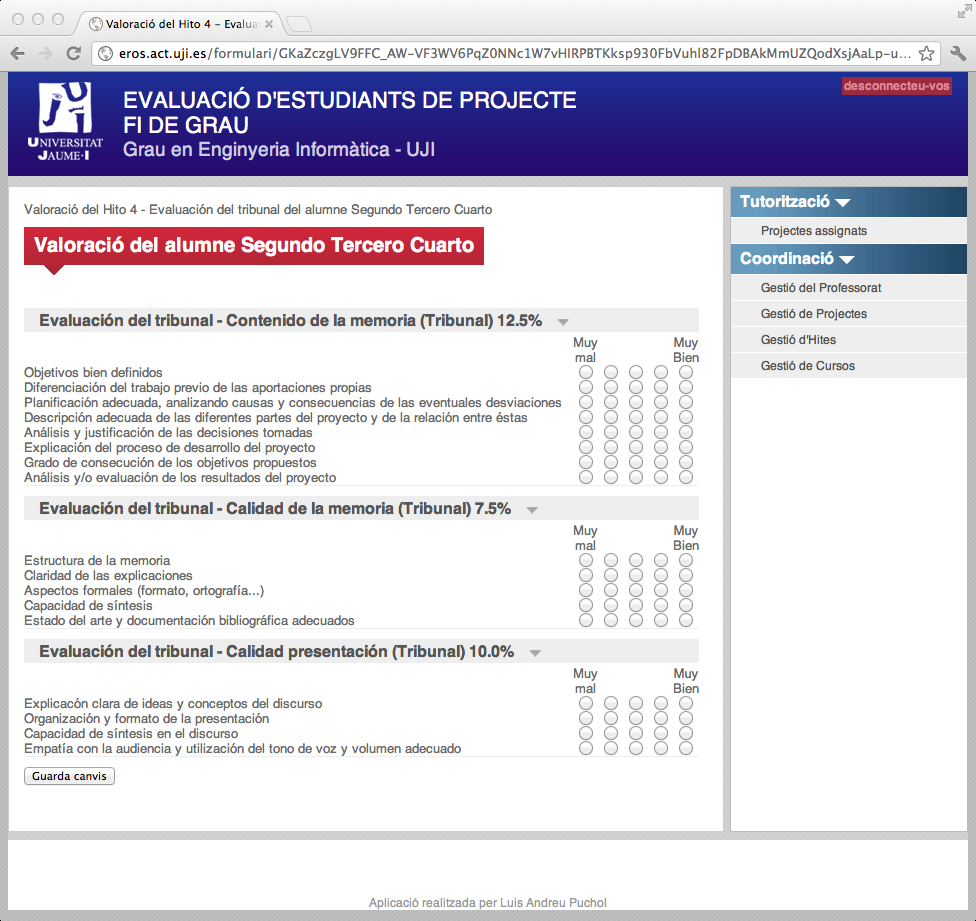 Valoració del Hito 4 – Evalua
eros.act.uji.es/formulari/GKaZczgLV9FFC_AW-VF3WV6PqZ0NNc1W7vHlRPBTKksp930FbVuhl82FpDBAkMmUZQodXsjAaLp-u...
desconnecteu-vos
UNIVERSITAT
JAUME·I
EVALUACIÓ D'ESTUDIANTS DE PROJECTE
FI DE GRAU
Grau en Enginyeria Informàtica - UJI
Valoració del Hito 4 - Evaluación del tribunal del alumne Segundo Tercero Cuarto
Valoració del alumne Segundo Tercero Cuarto
Evaluación del tribunal - Contenido de la memoria (Tribunal) 12.5%
Muy Muy
mal Bien
Objetivos bien definidos
Diferenciación del trabajo previo de las aportaciones propias
Planificación adecuada, analizando causas y consecuencias de las eventuales desviaciones
Descripción adecuada de las diferentes partes del proyecto y de la relación entre éstas
Análisis y justificación de las decisiones tomadas
Explicación del proceso de desarrollo del proyecto
Grado de consecución de los objetivos propuestos
Análisis y/o evaluación de los resultados del proyecto
Evaluación del tribunal - Calidad de la memoria (Tribunal) 7.5%
Muy Muy
mal Bien
Estructura de la memoria
Claridad de las explicaciones
Aspectos formales (formato, ortografía...)
Capacidad de síntesis
Estado del arte y documentación bibliográfica adecuados
Evaluación del tribunal - Calidad presentación (Tribunal) 10.0%
Muy Muy
mal Bien
Explicacón clara de ideas y conceptos del discurso
Organización y formato de la presentación
Capacidad de síntesis en el discurso
Empatía con la audiencia y utilización del tono de voz y volumen adecuado
Guarda canvis
Tutorització
Projectes assignats
Coordinació
Gestió del Professorat
Gestió de Projectes
Gestió d'Hites
Gestió de Cursos
Aplicació realitzada per Luis Andreu Puchol